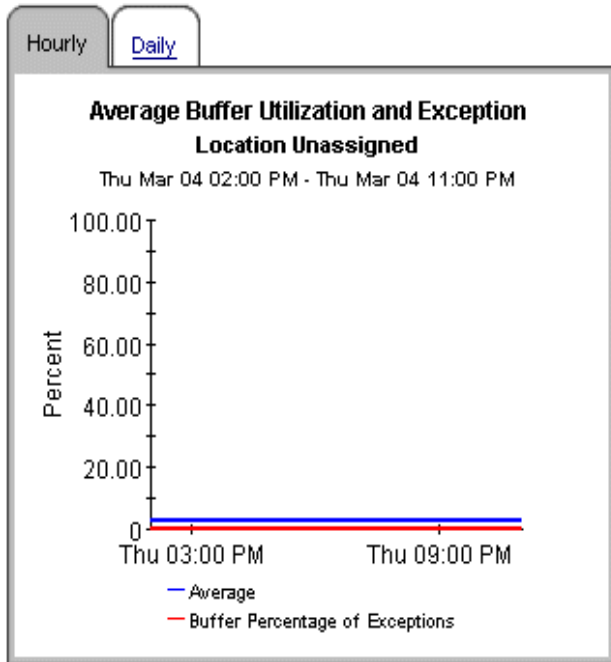 Hourly
Daily
Average Buffer Utilization and Exception
Location Unassigned
Thu Mar 04 02:00 PM - Thu Mar 04 11:00 PM
100.00
80.00
60.00
40.00
20.00
0
Percent
Thu 03:00 PM
Thu 09:00 PM
Average
Buffer Percentage of Exceptions